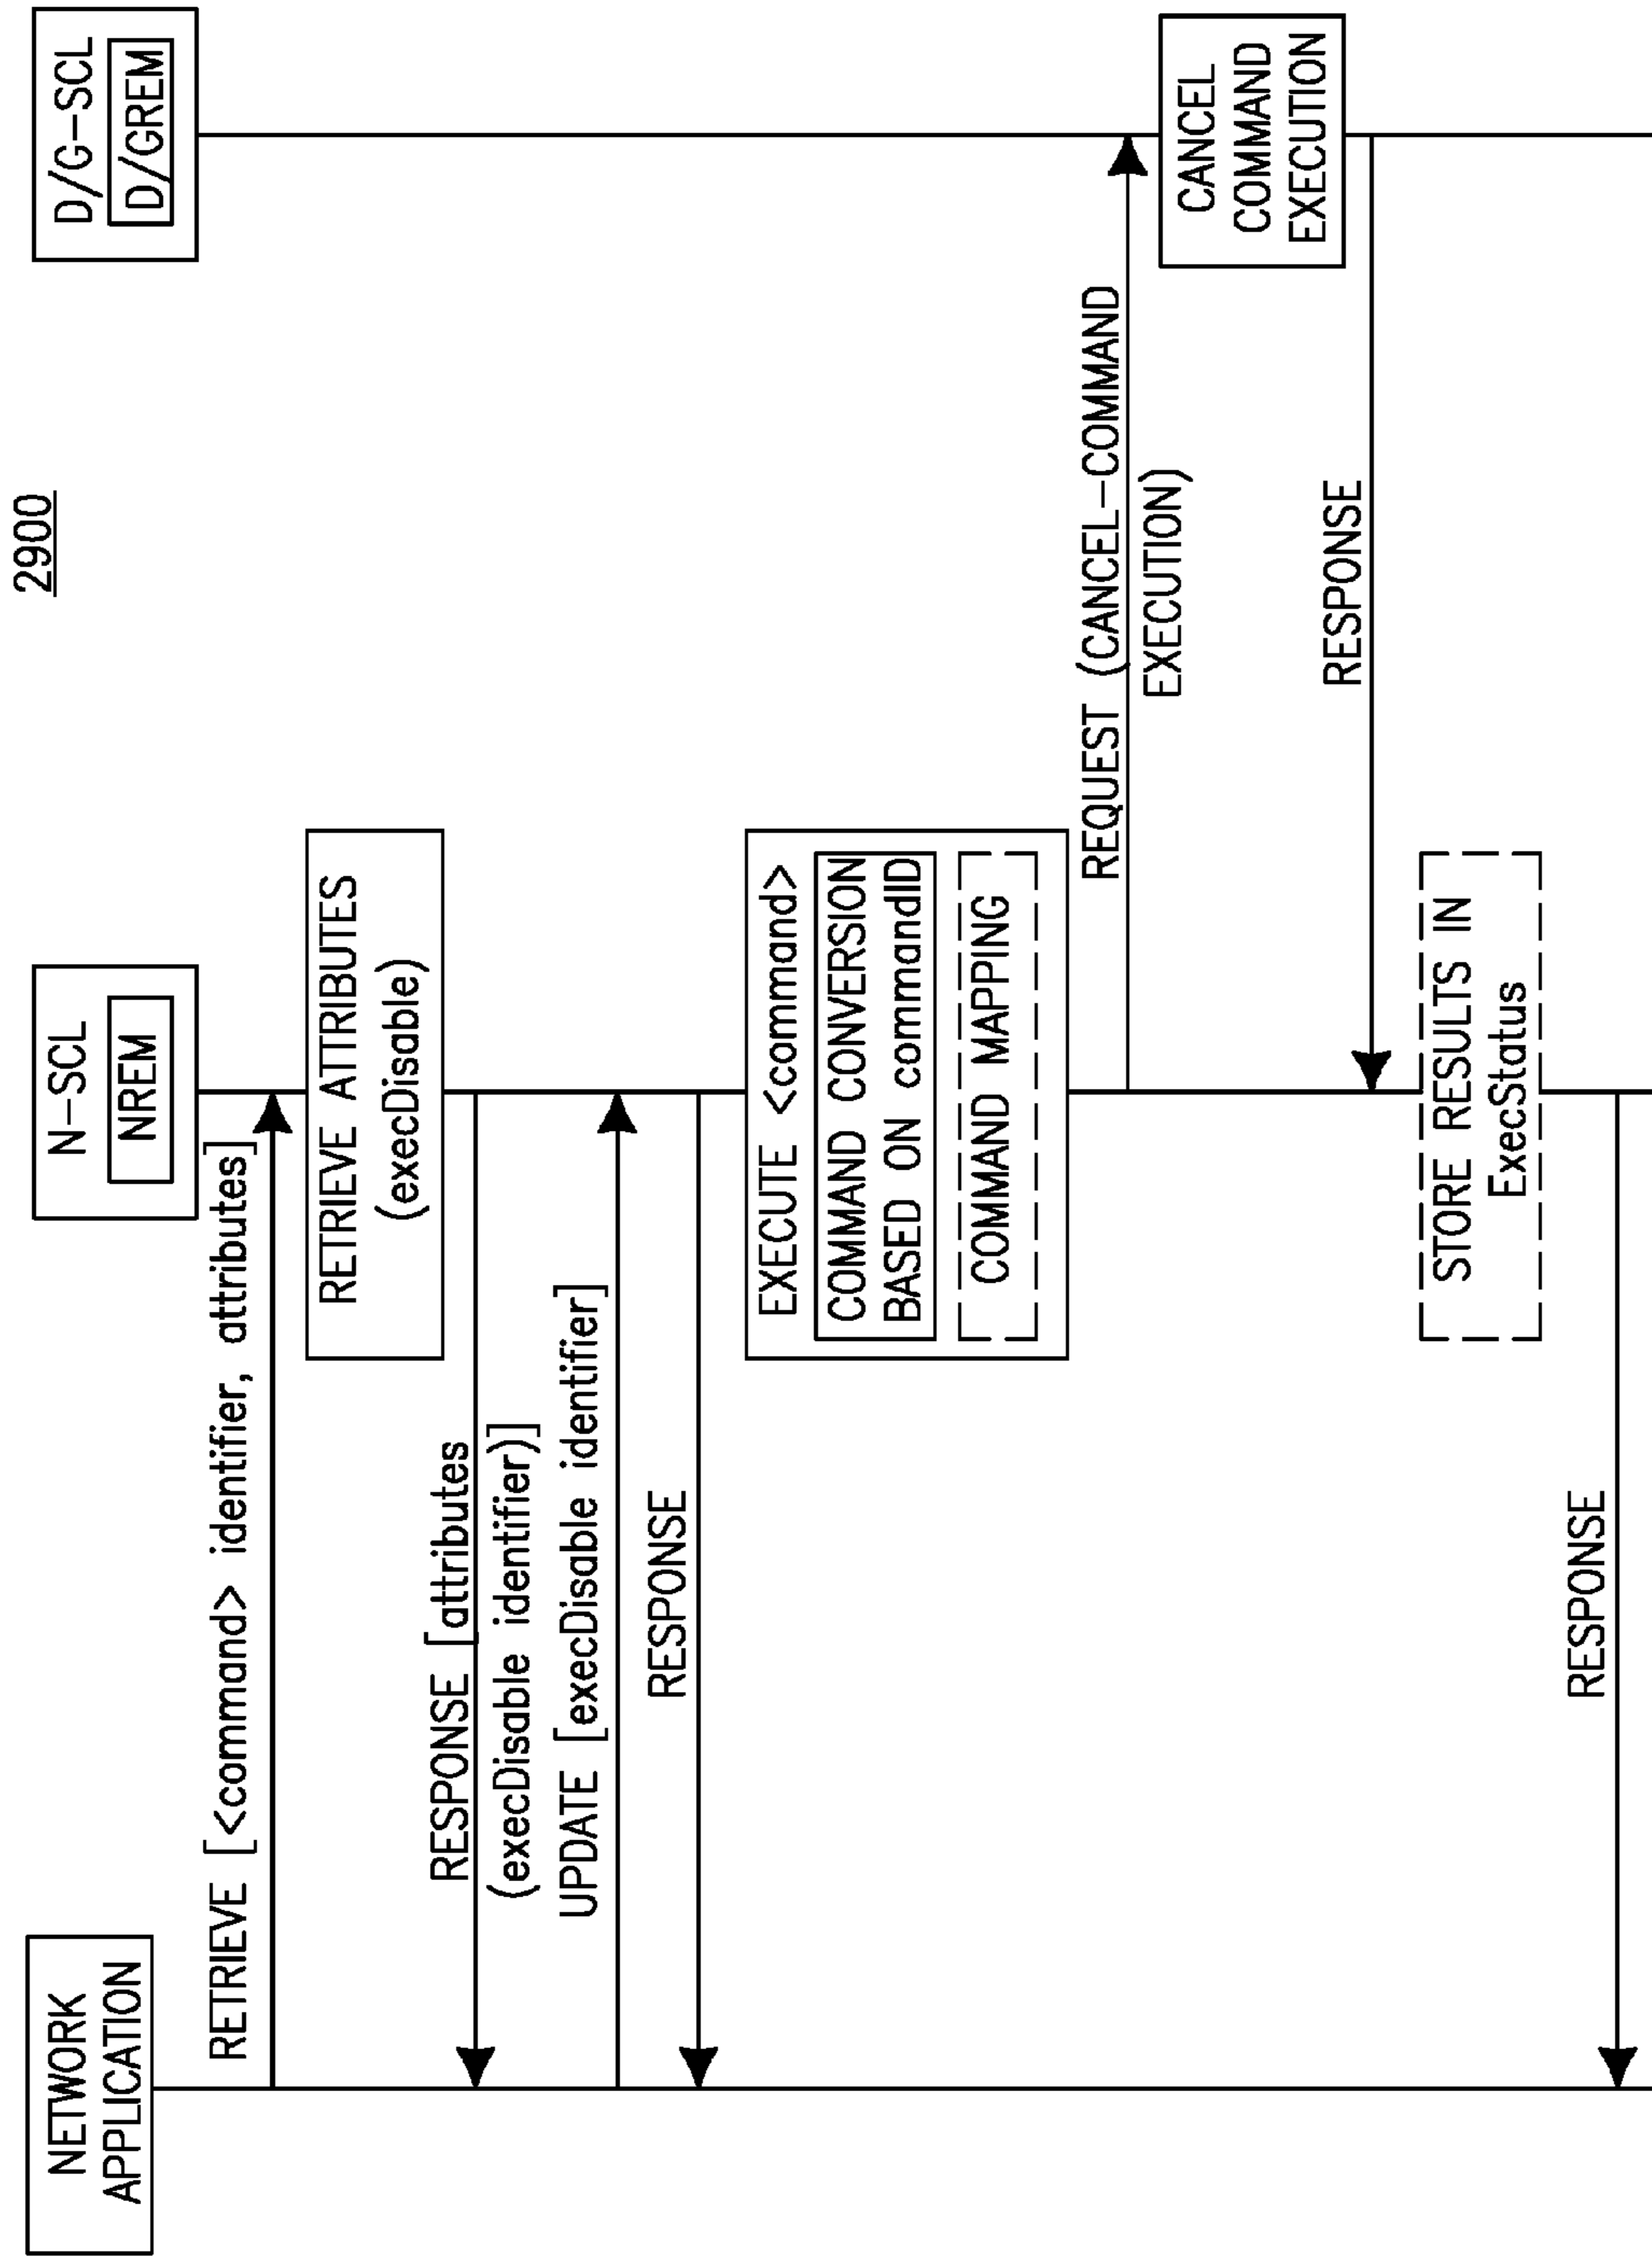 2900
NETWORK
APPLICATION
N-SCL
NREM
D/G-SCL
D/GREM
RETRIEVE [<command> identifier, attributes]
RETRIEVE ATTRIBUTES
(execDisable)
RESPONSE [attributes
(execDisable identifier)]
UPDATE [execDisable identifier]
RESPONSE
EXECUTE <command>
COMMAND CONVERSION
BASED ON commandID
COMMAND MAPPING
REQUEST (CANCEL-COMMAND
EXECUTION)
CANCEL
COMMAND
EXECUTION
RESPONSE
STORE RESULTS IN
ExecStatus
RESPONSE